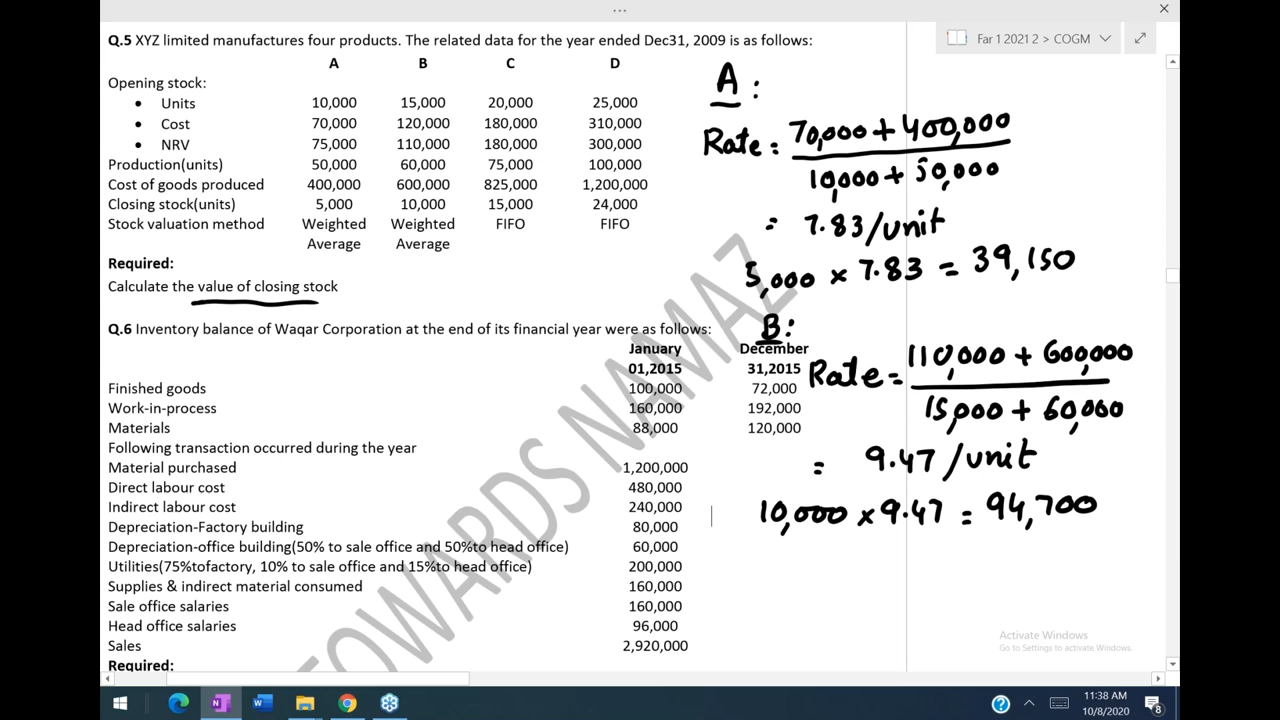 Q.5 XYZ limited manufactures four products. The related data for the year ended Dec31, 2009 is as follows:
A B C D
Opening stock:
• Units 10,000 15,000 20,000 25,000
• Cost 70,000 120,000 180,000 310,000
• NRV 75,000 110,000 180,000 300,000
Production(units) 50,000 60,000 75,000 100,000
Cost of goods produced 400,000 600,000 825,000 1,200,000
Closing stock(units) 5,000 10,000 15,000 24,000
Stock valuation method Weighted Weighted FIFO FIFO
Average Average
Required:
Calculate the value of closing stock
Q.6 Inventory balance of Waqar Corporation at the end of its financial year were as follows:
January December
01,2015 31,2015
Finished goods 100,000 72,000
Work-in-process 160,000 192,000
Materials 88,000 120,000
Following transaction occurred during the year
Material purchased 1,200,000
Direct labour cost 480,000
Indirect labour cost 240,000
Depreciation-Factory building 80,000
Depreciation-office building(50% to sale office and 50%to head office) 60,000
Utilities(75%tofactory, 10% to sale office and 15%to head office) 200,000
Supplies & indirect material consumed 160,000
Sale office salaries 160,000
Head office salaries 96,000
Sales 2,920,000
Required:
TOWARDS NAMAZ
Far 1 2021 2 > COGM
A :
Rate = 70,000 + 400,000
10,000 + 50,000
= 7.83/unit
5,000 × 7.83 = 39,150
B :
Rate = 110,000 + 600,000
15,000 + 60,000
= 9.47 /unit
10,000 × 9.47 = 94,700
Activate Windows
Go to Settings to activate Windows.
11:38 AM
10/8/2020
8